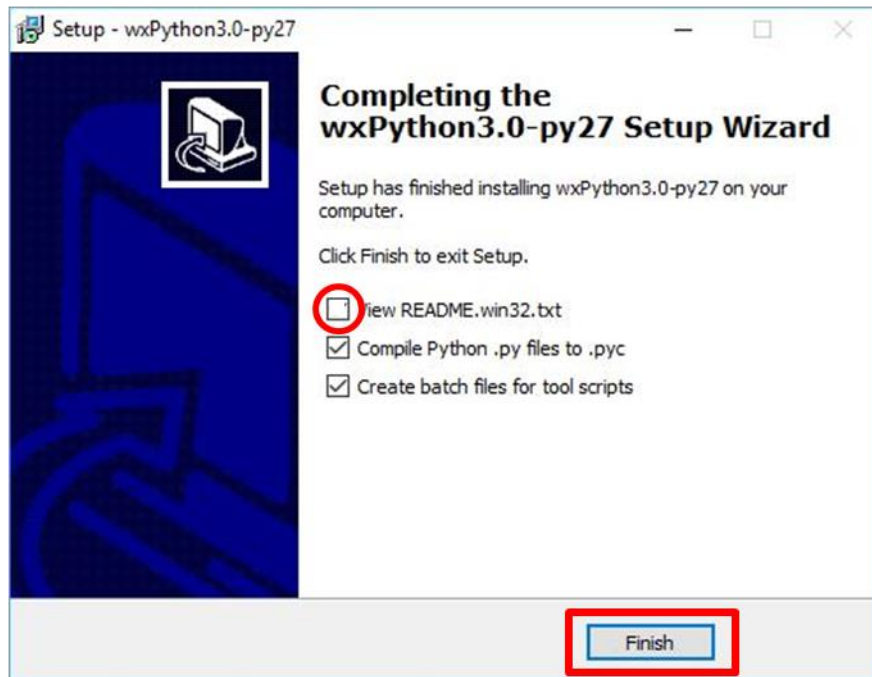 Setup - wxPython3.0-py27
Completing the
wxPython3.0-py27 Setup Wizard
Setup has finished installing wxPython3.0-py27 on your
computer.
Click Finish to exit Setup.
View README.win32.txt
Compile Python .py files to .pyc
Create batch files for tool scripts
Finish